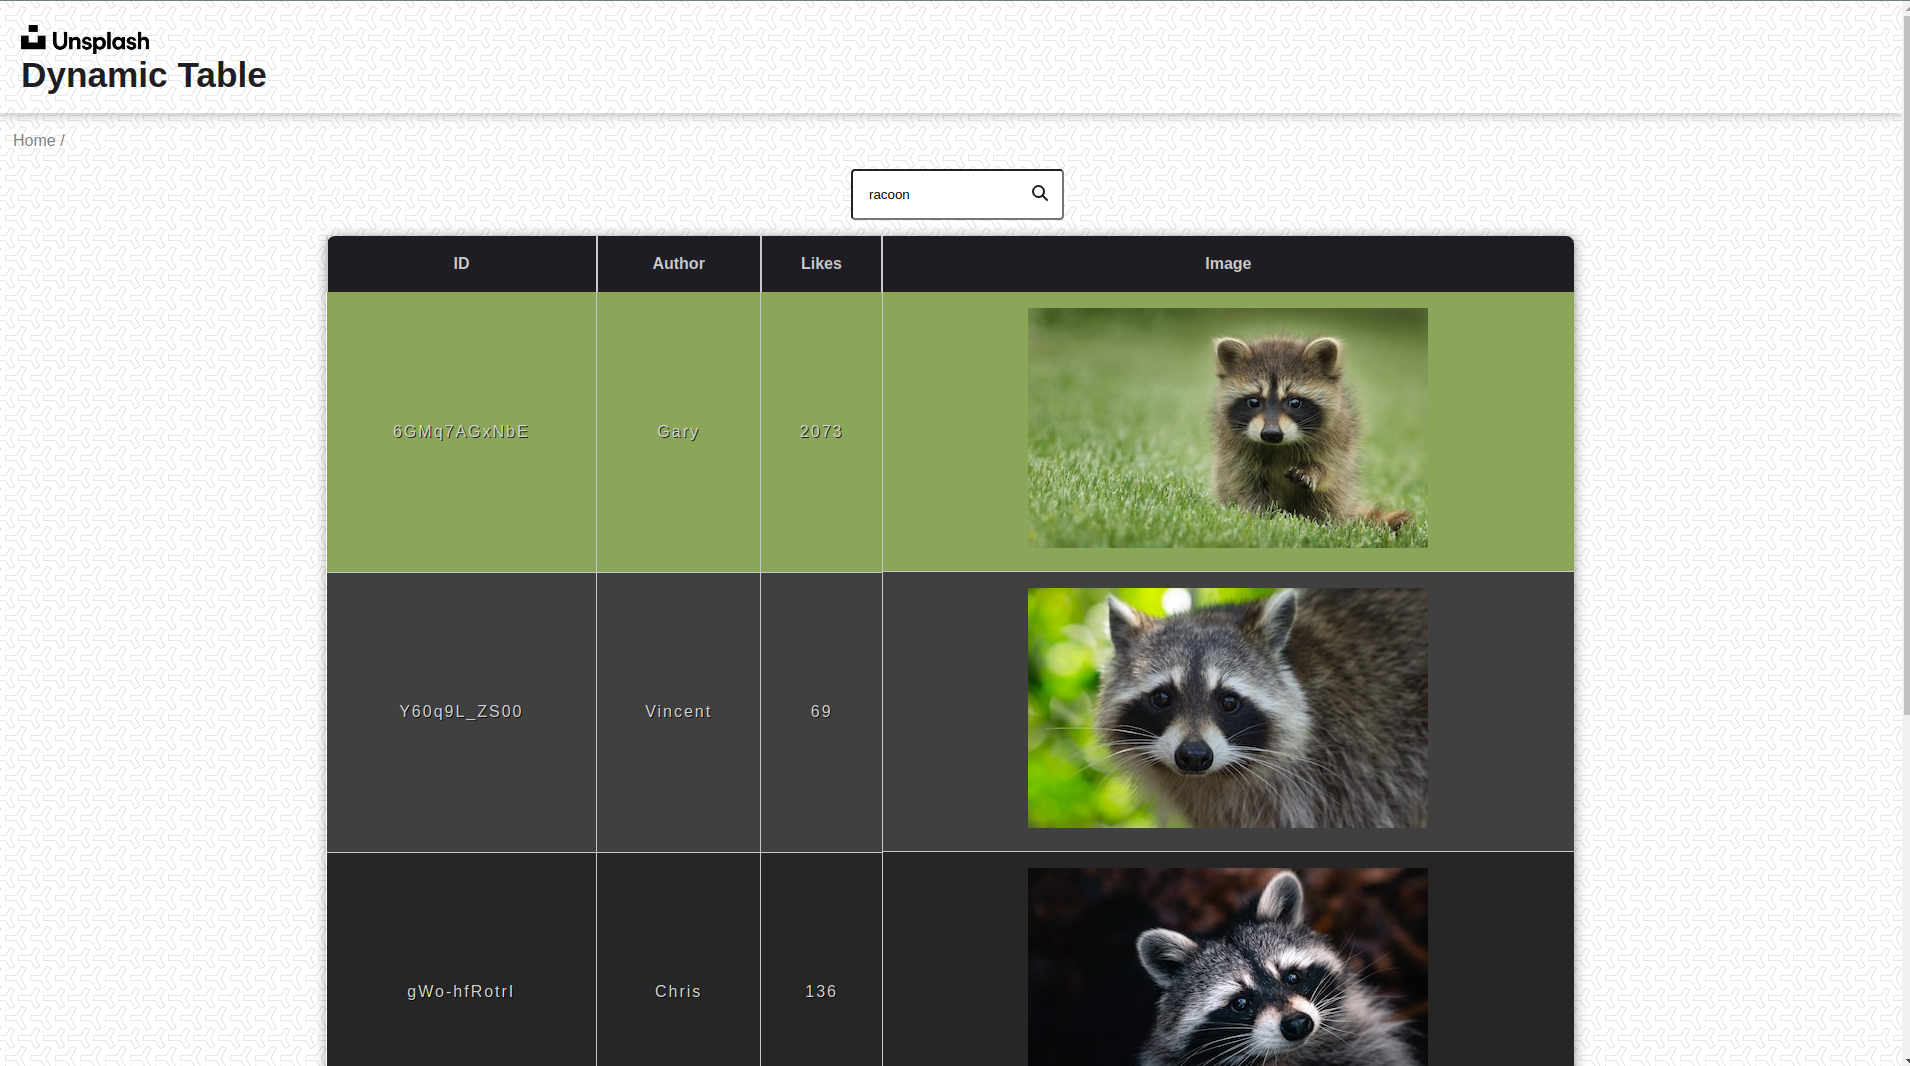 Unsplash
Dynamic Table
Home /
racoon
ID Author Likes Image
6GMq7AGxNbE Gary 2073
Y60q9L_ZS00 Vincent 69
gWo-hfRotrI Chris 136